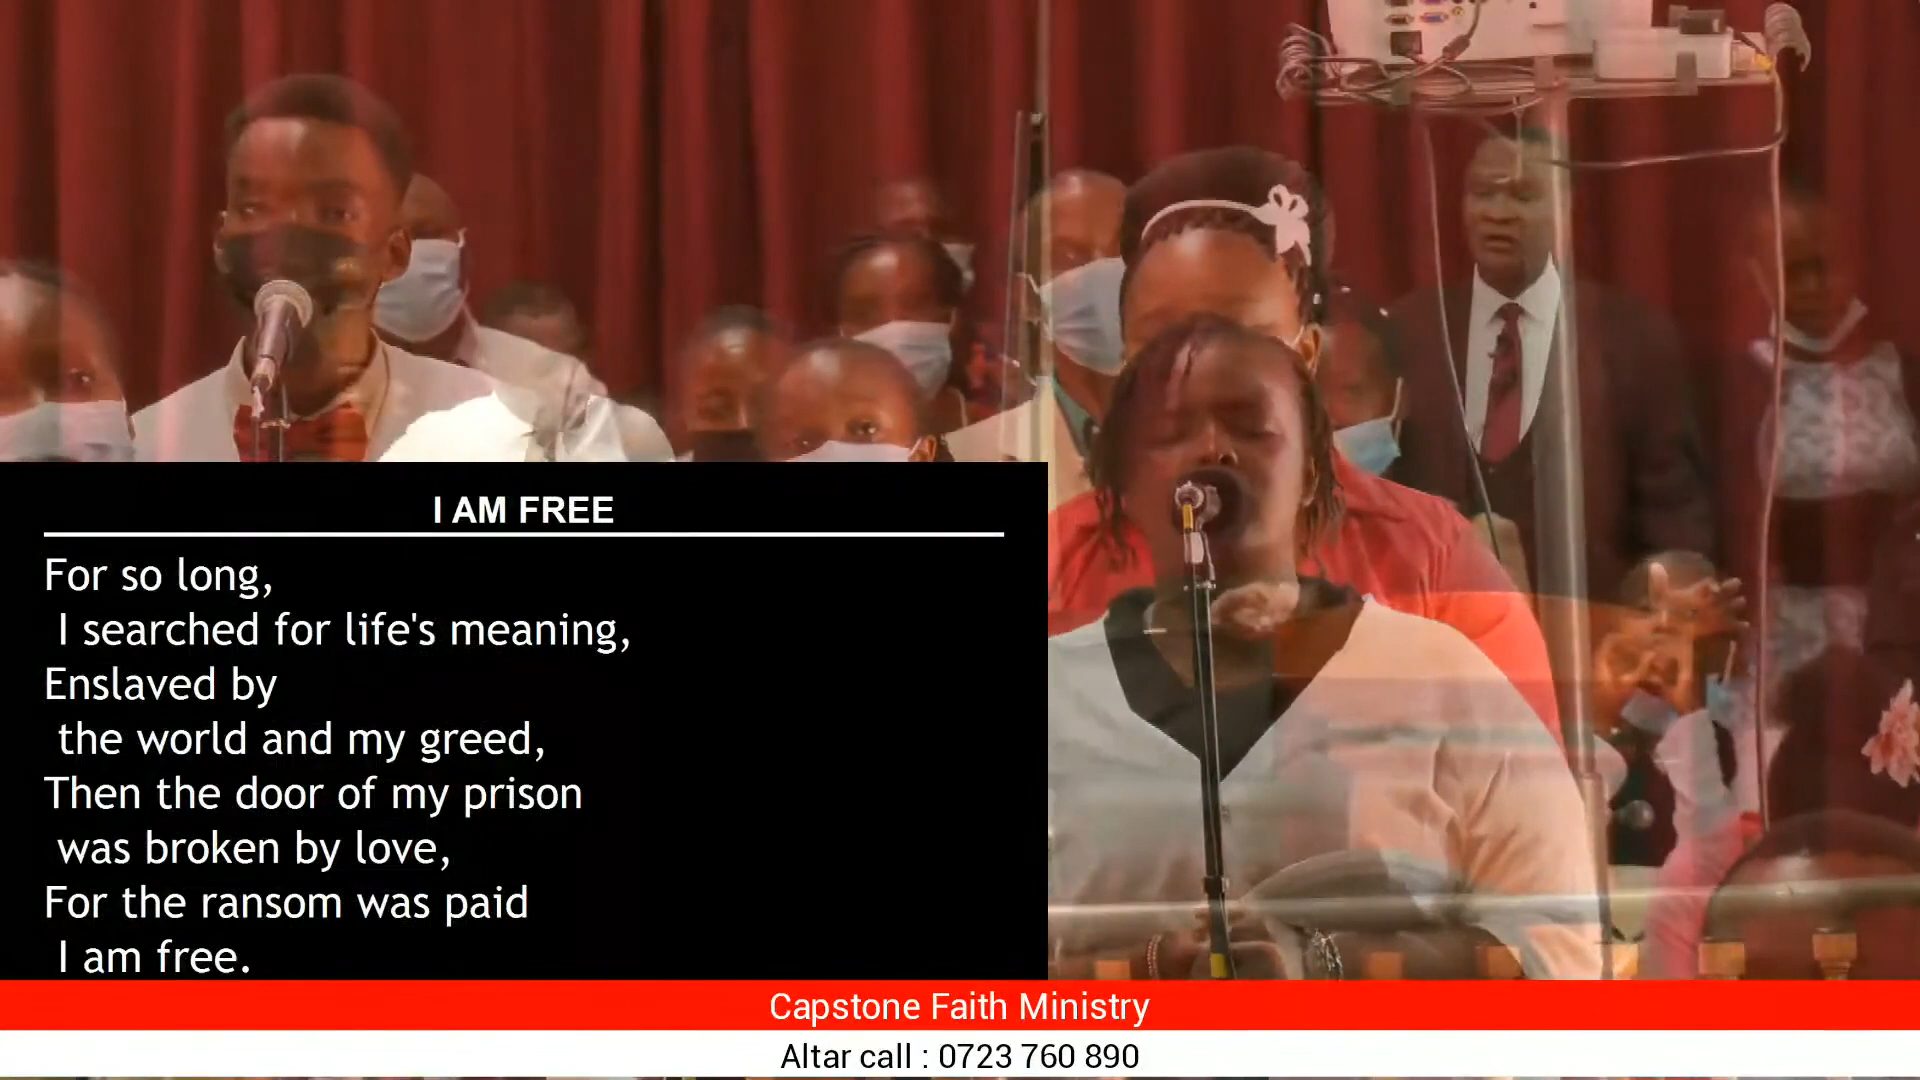 I AM FREE
For so long,
I searched for life's meaning,
Enslaved by
the world and my greed,
Then the door of my prison
was broken by love,
For the ransom was paid
I am free.
Capstone Faith Ministry
Altar call : 0723 760 890